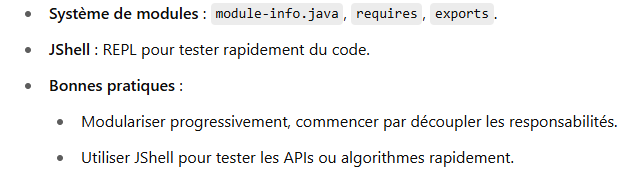 • Système de modules : module-info.java, requires, exports.
• JShell : REPL pour tester rapidement du code.
• Bonnes pratiques :
• Modulariser progressivement, commencer par découpler les responsabilités.
• Utiliser JShell pour tester les APIs ou algorithmes rapidement.